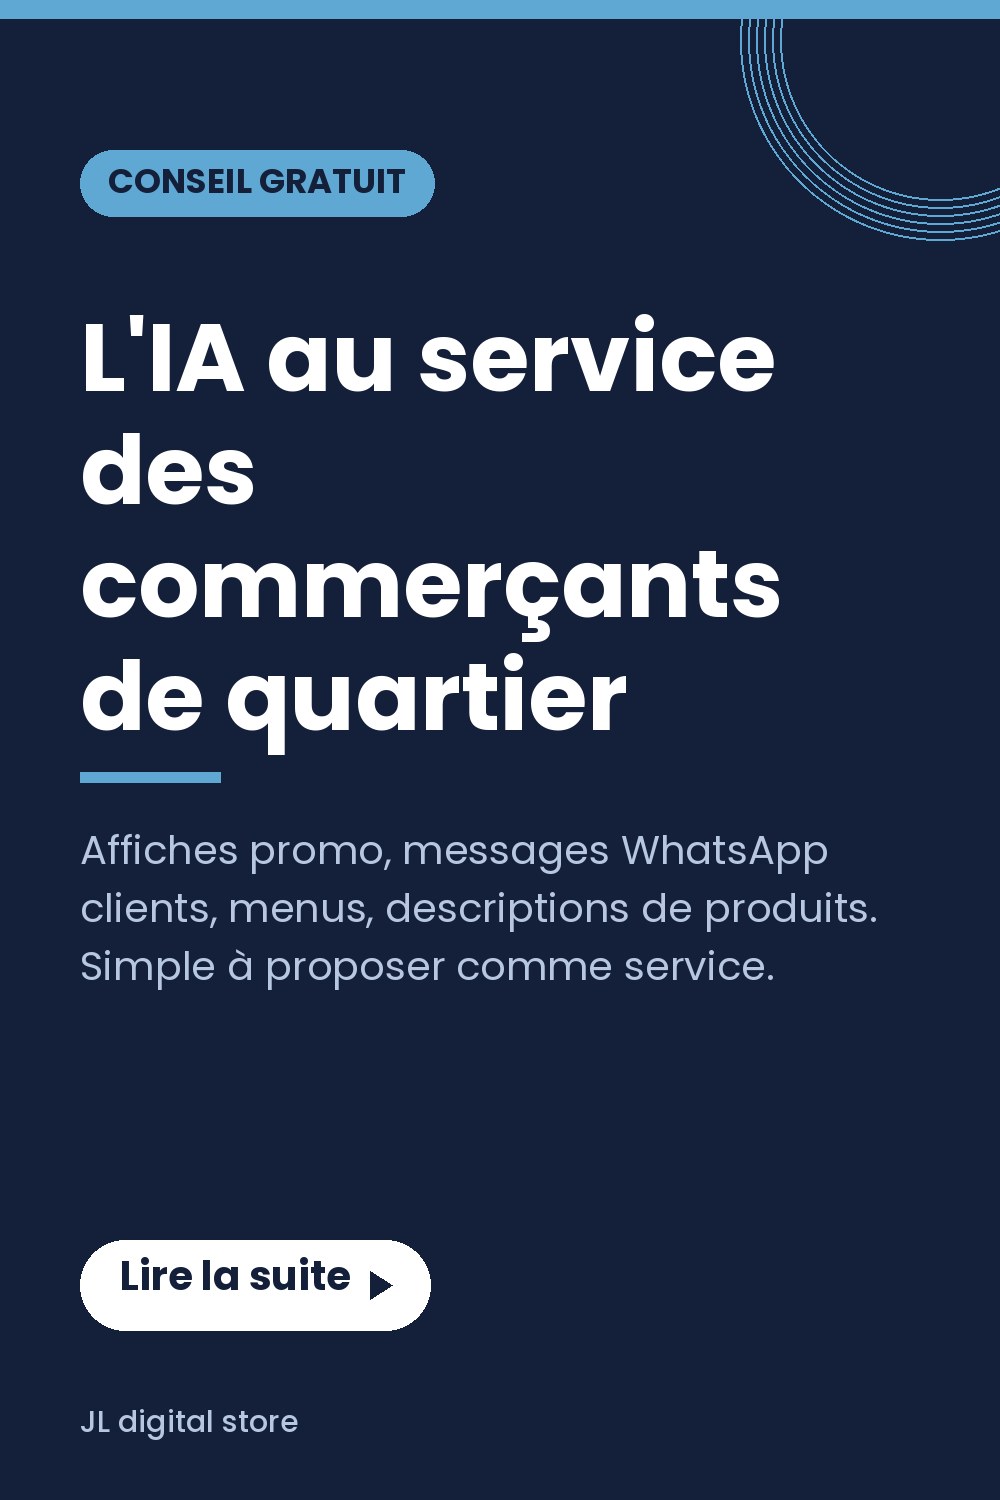 CONSEIL GRATUIT
L'IA au service
des
commerçants
de quartier
Affiches promo, messages WhatsApp
clients, menus, descriptions de produits.
Simple à proposer comme service.
Lire la suite
JL digital store